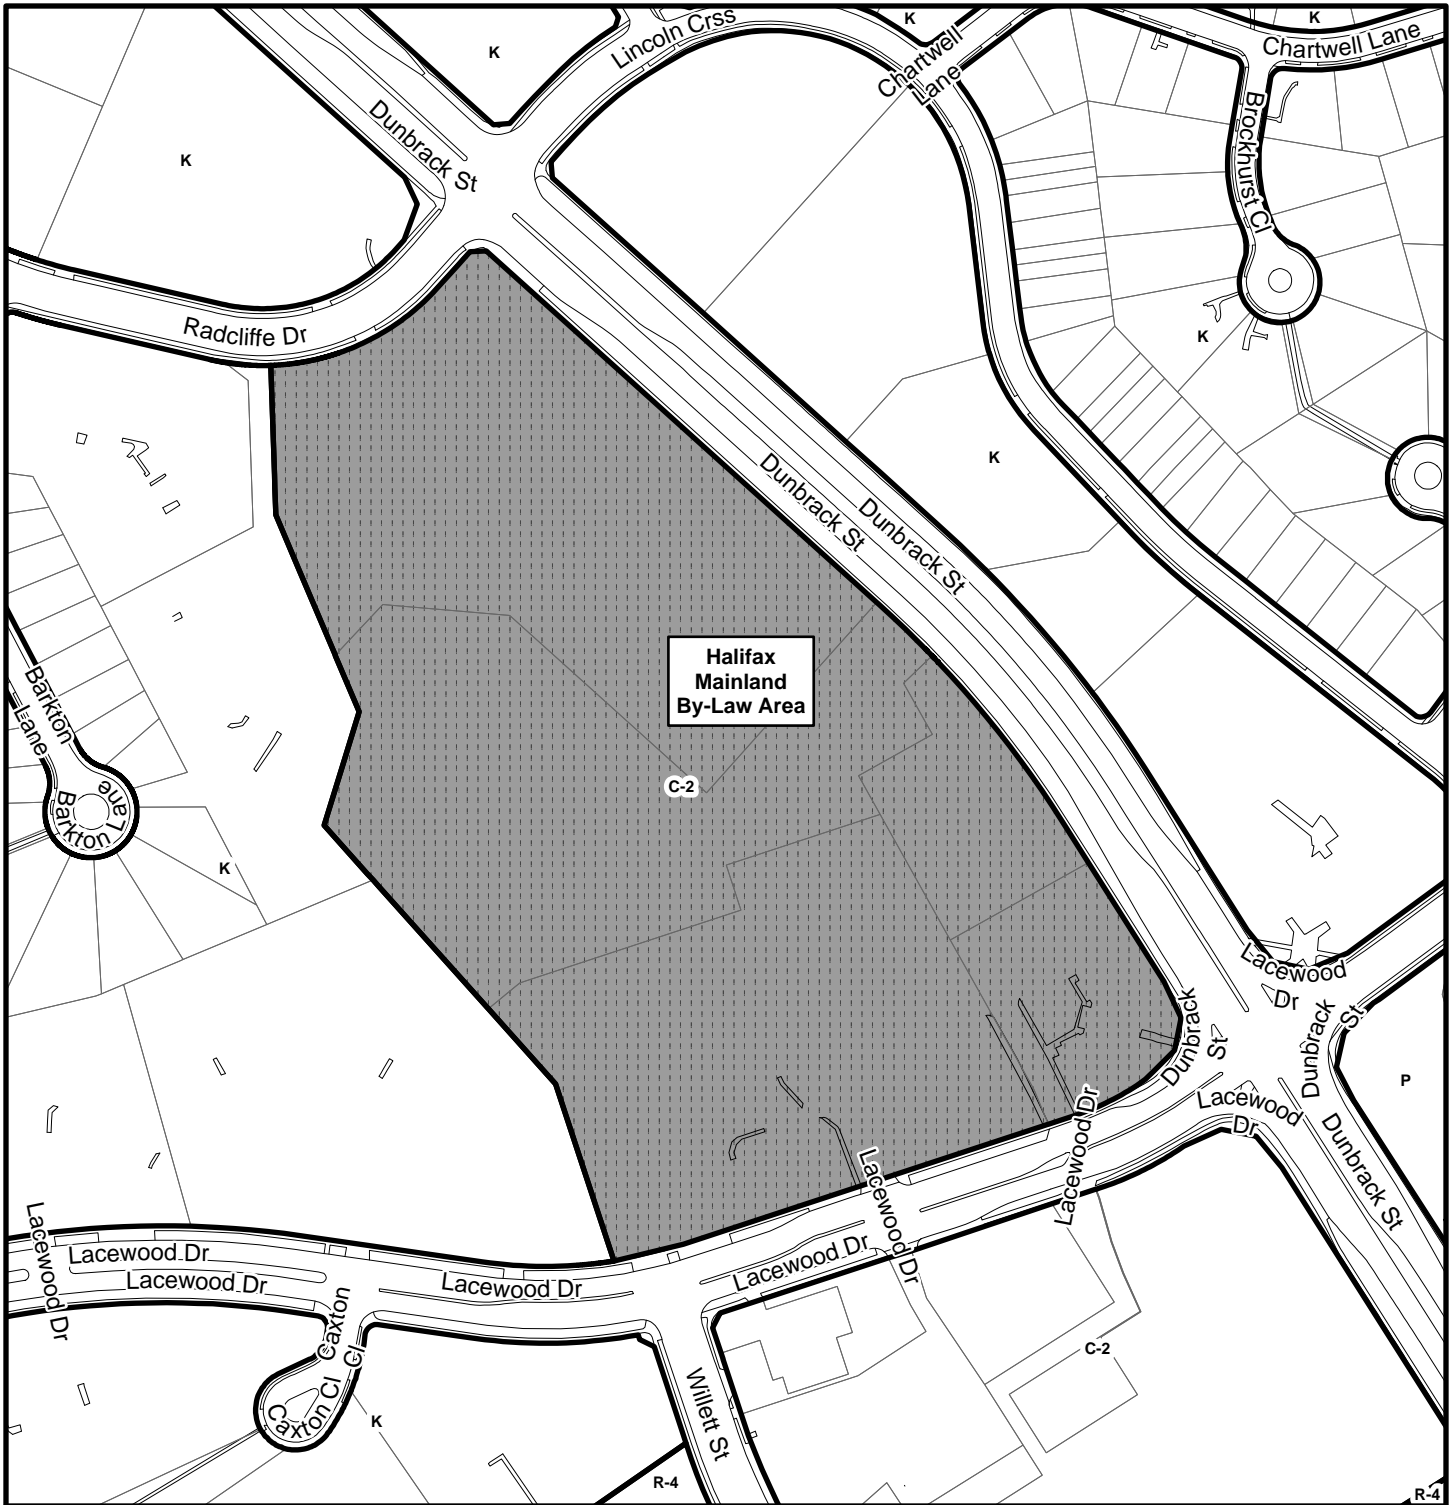 K
Lincoln Crss
K
K
Chartwell Lane
Chartwell
Lane
Dunbrack St
K
Brockhurst Cl
Radcliffe Dr
K
K
Dunbrack St
Dunbrack St
Halifax
Mainland
By-Law Area
C-2
Barkton
Lane
Barkton
Lane
K
Lacewood
Dr
Dunbrack
St
Dunbrack
St
P
Lacewood
Dr
Dunbrack St
Lacewood Dr
Lacewood Dr
Lacewood Dr
Lacewood Dr
Lacewood Dr
Lacewood Dr
Lacewood Dr
Caxton
Cl
Caxton Cl
K
Willett St
C-2
R-4
R-4